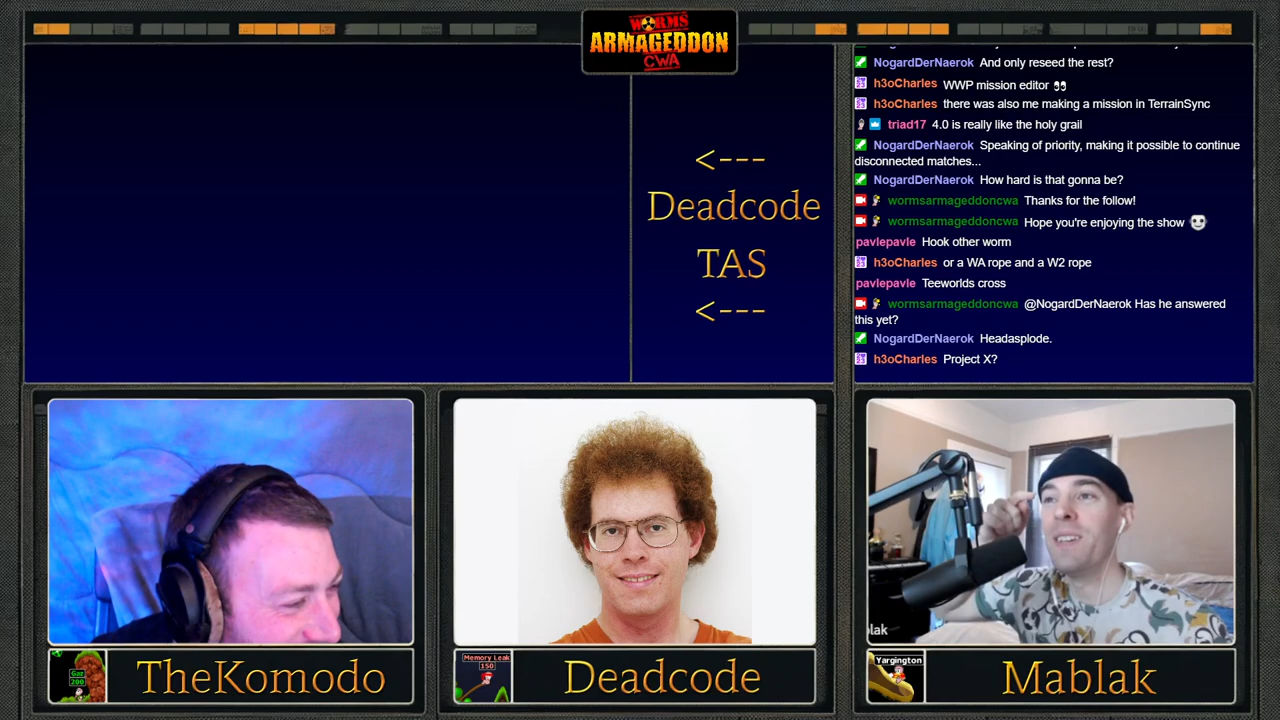 WORMS
ARMAGEDDON
CWA
NogardDerNaerok And only reseed the rest?
h3oCharles WWP mission editor 👀
h3oCharles there was also me making a mission in TerrainSync
triad17 4.0 is really like the holy grail
NogardDerNaerok Speaking of priority, making it possible to continue
disconnected matches...
NogardDerNaerok How hard is that gonna be?
wormsarmageddoncwa Thanks for the follow!
wormsarmageddoncwa Hope you're enjoying the show
pavlepavle Hook other worm
h3oCharles or a WA rope and a W2 rope
pavlepavle Teeworlds cross
wormsarmageddoncwa @NogardDerNaerok Has he answered
this yet?
NogardDerNaerok Headasplode.
h3oCharles Project X?
<---
Deadcode
TAS
<---
lak
Gaz
200
TheKomodo
Memory Leak
150
Deadcode
Yargington
Mablak